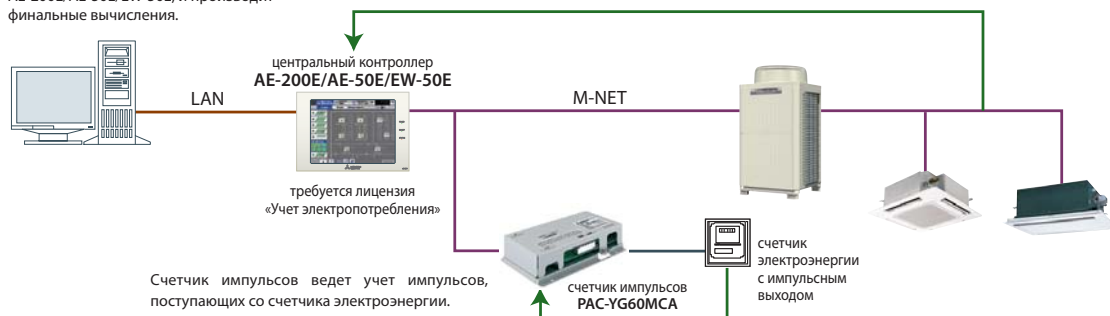 финальные вычисления.
центральный контроллер
AE-200E/AE-50E/EW-50E
LAN
M-NET
требуется лицензия
«Учет электропотребления»
Счетчик импульсов ведет учет импульсов,
поступающих со счетчика электроэнергии.
счетчик импульсов
PAC-YG60MCA
счетчик
электроэнергии
с импульсным
выходом